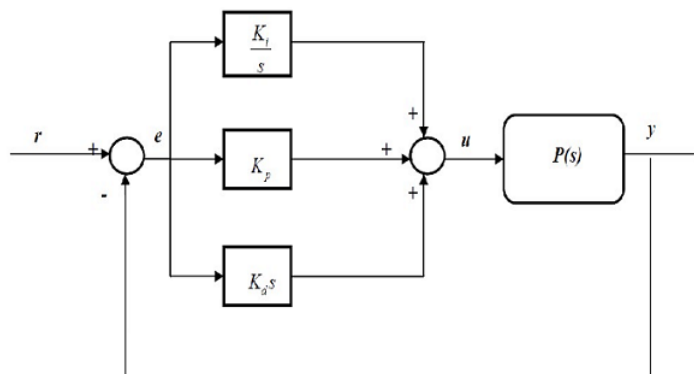 K_i
s
+
r
+
e
K_p
+
u
P(s)
y
-
+
K_d s